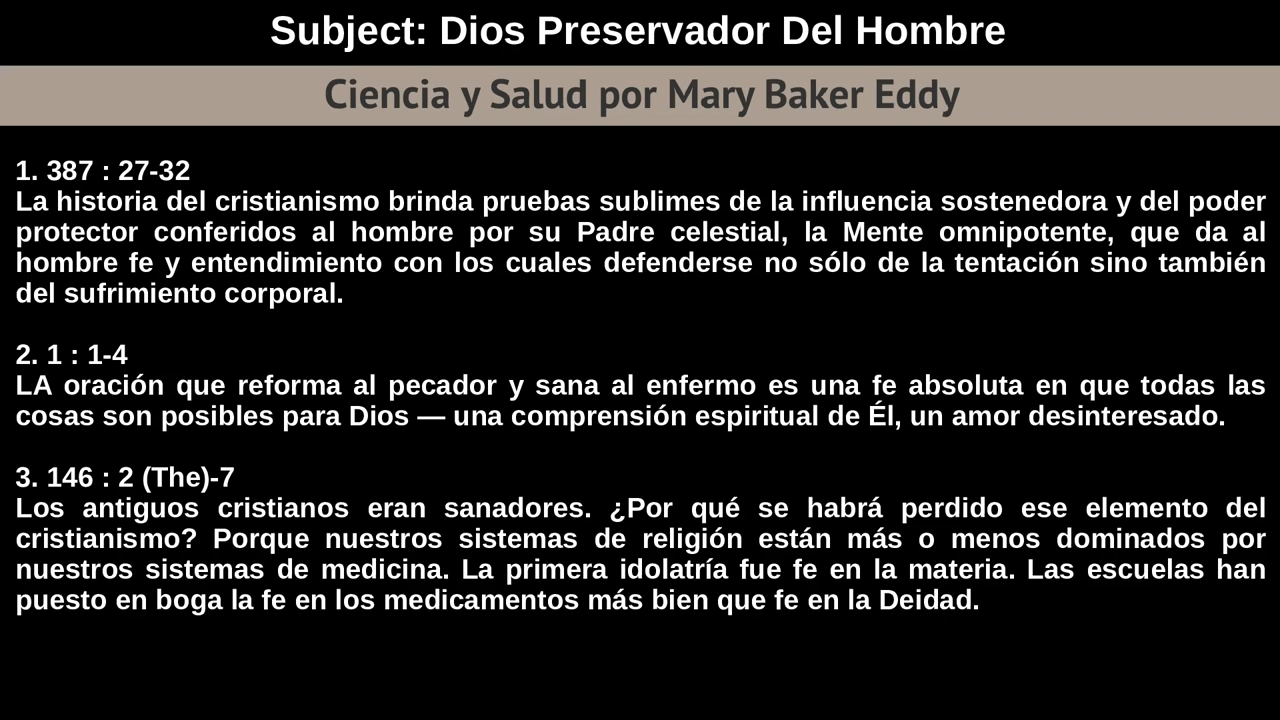 Subject: Dios Preservador Del Hombre
Ciencia y Salud por Mary Baker Eddy
1. 387 : 27-32
La historia del cristianismo brinda pruebas sublimes de la influencia sostenedora y del poder
protector conferidos al hombre por su Padre celestial, la Mente omnipotente, que da al
hombre fe y entendimiento con los cuales defenderse no sólo de la tentación sino también
del sufrimiento corporal.
2. 1 : 1-4
LA oración que reforma al pecador y sana al enfermo es una fe absoluta en que todas las
cosas son posibles para Dios — una comprensión espiritual de Él, un amor desinteresado.
3. 146 : 2 (The)-7
Los antiguos cristianos eran sanadores. ¿Por qué se habrá perdido ese elemento del
cristianismo? Porque nuestros sistemas de religión están más o menos dominados por
nuestros sistemas de medicina. La primera idolatría fue fe en la materia. Las escuelas han
puesto en boga la fe en los medicamentos más bien que fe en la Deidad.